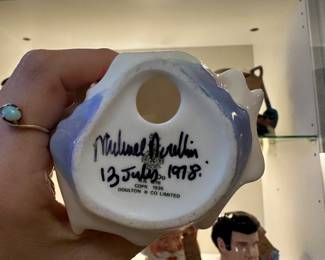 Michael Doulton
13 July 1978.
COPR. 1936
DOULTON & CO LIMITED